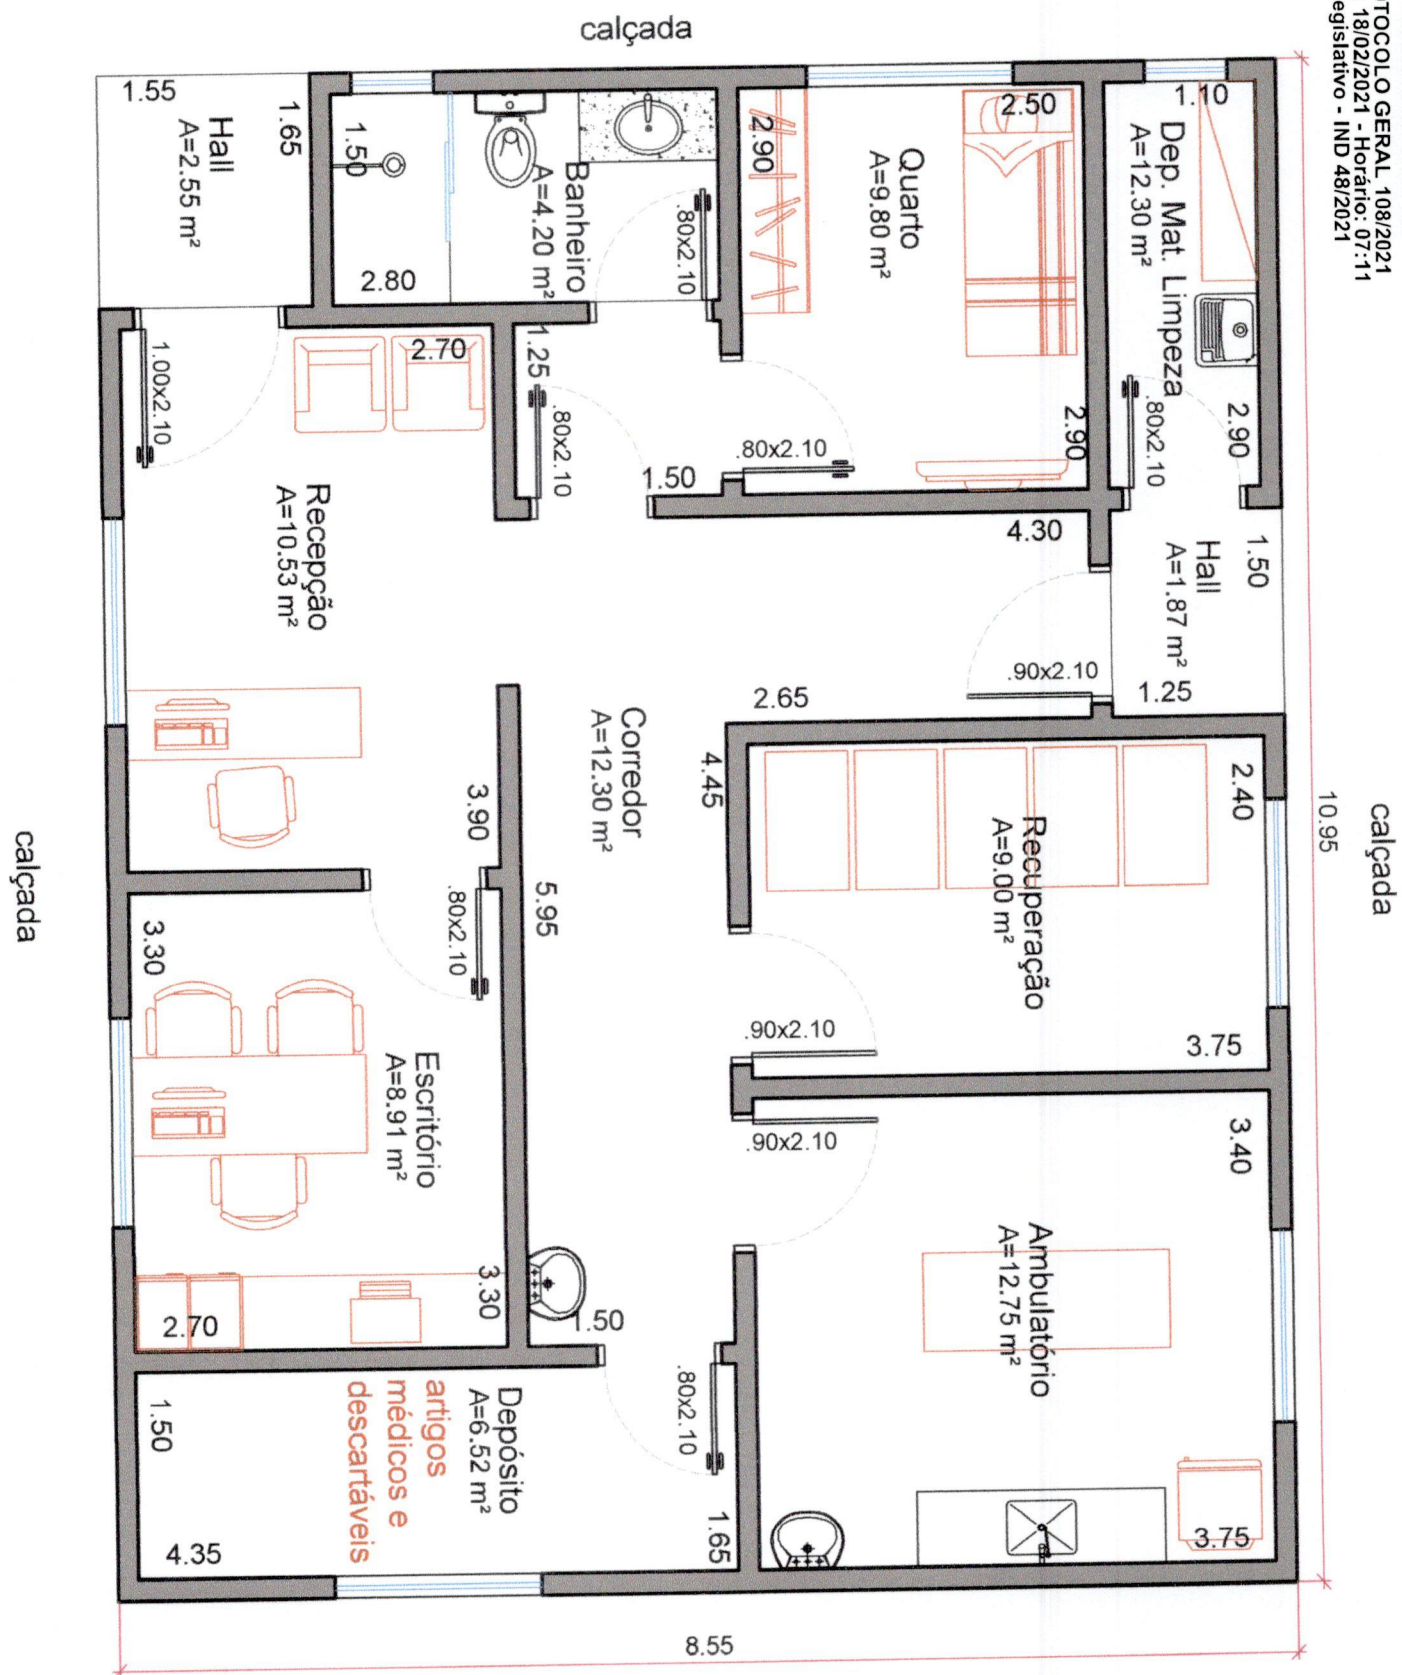 TOCOLO GERAL 108/2021
18/02/2021 - Horário: 07:11
egislativo - IND 48/2021
calçada
1.55
1.65
Hall
A=2.55 m²
1.50
2.80
Banheiro
A=4.20 m²
.80x2.10
2.90
2.50
Quarto
A=9.80 m²
2.90
.80x2.10
1.10
Dep. Mat. Limpeza
A=12.30 m²
2.90
.80x2.10
1.00x2.10
2.70
1.25
.80x2.10
1.50
Recepção
A=10.53 m²
3.90
4.30
1.50
Hall
A=1.87 m²
1.25
.90x2.10
2.65
Corredor
A=12.30 m²
4.45
5.95
2.40
Recuperação
A=9.00 m²
3.75
.90x2.10
10.95
calçada
calçada
.80x2.10
3.30
Escritório
A=8.91 m²
3.30
2.70
.90x2.10
3.40
Ambulatório
A=12.75 m²
3.75
1.50
.80x2.10
1.50
Depósito
A=6.52 m²
artigos
médicos e
descartáveis
1.65
4.35
8.55